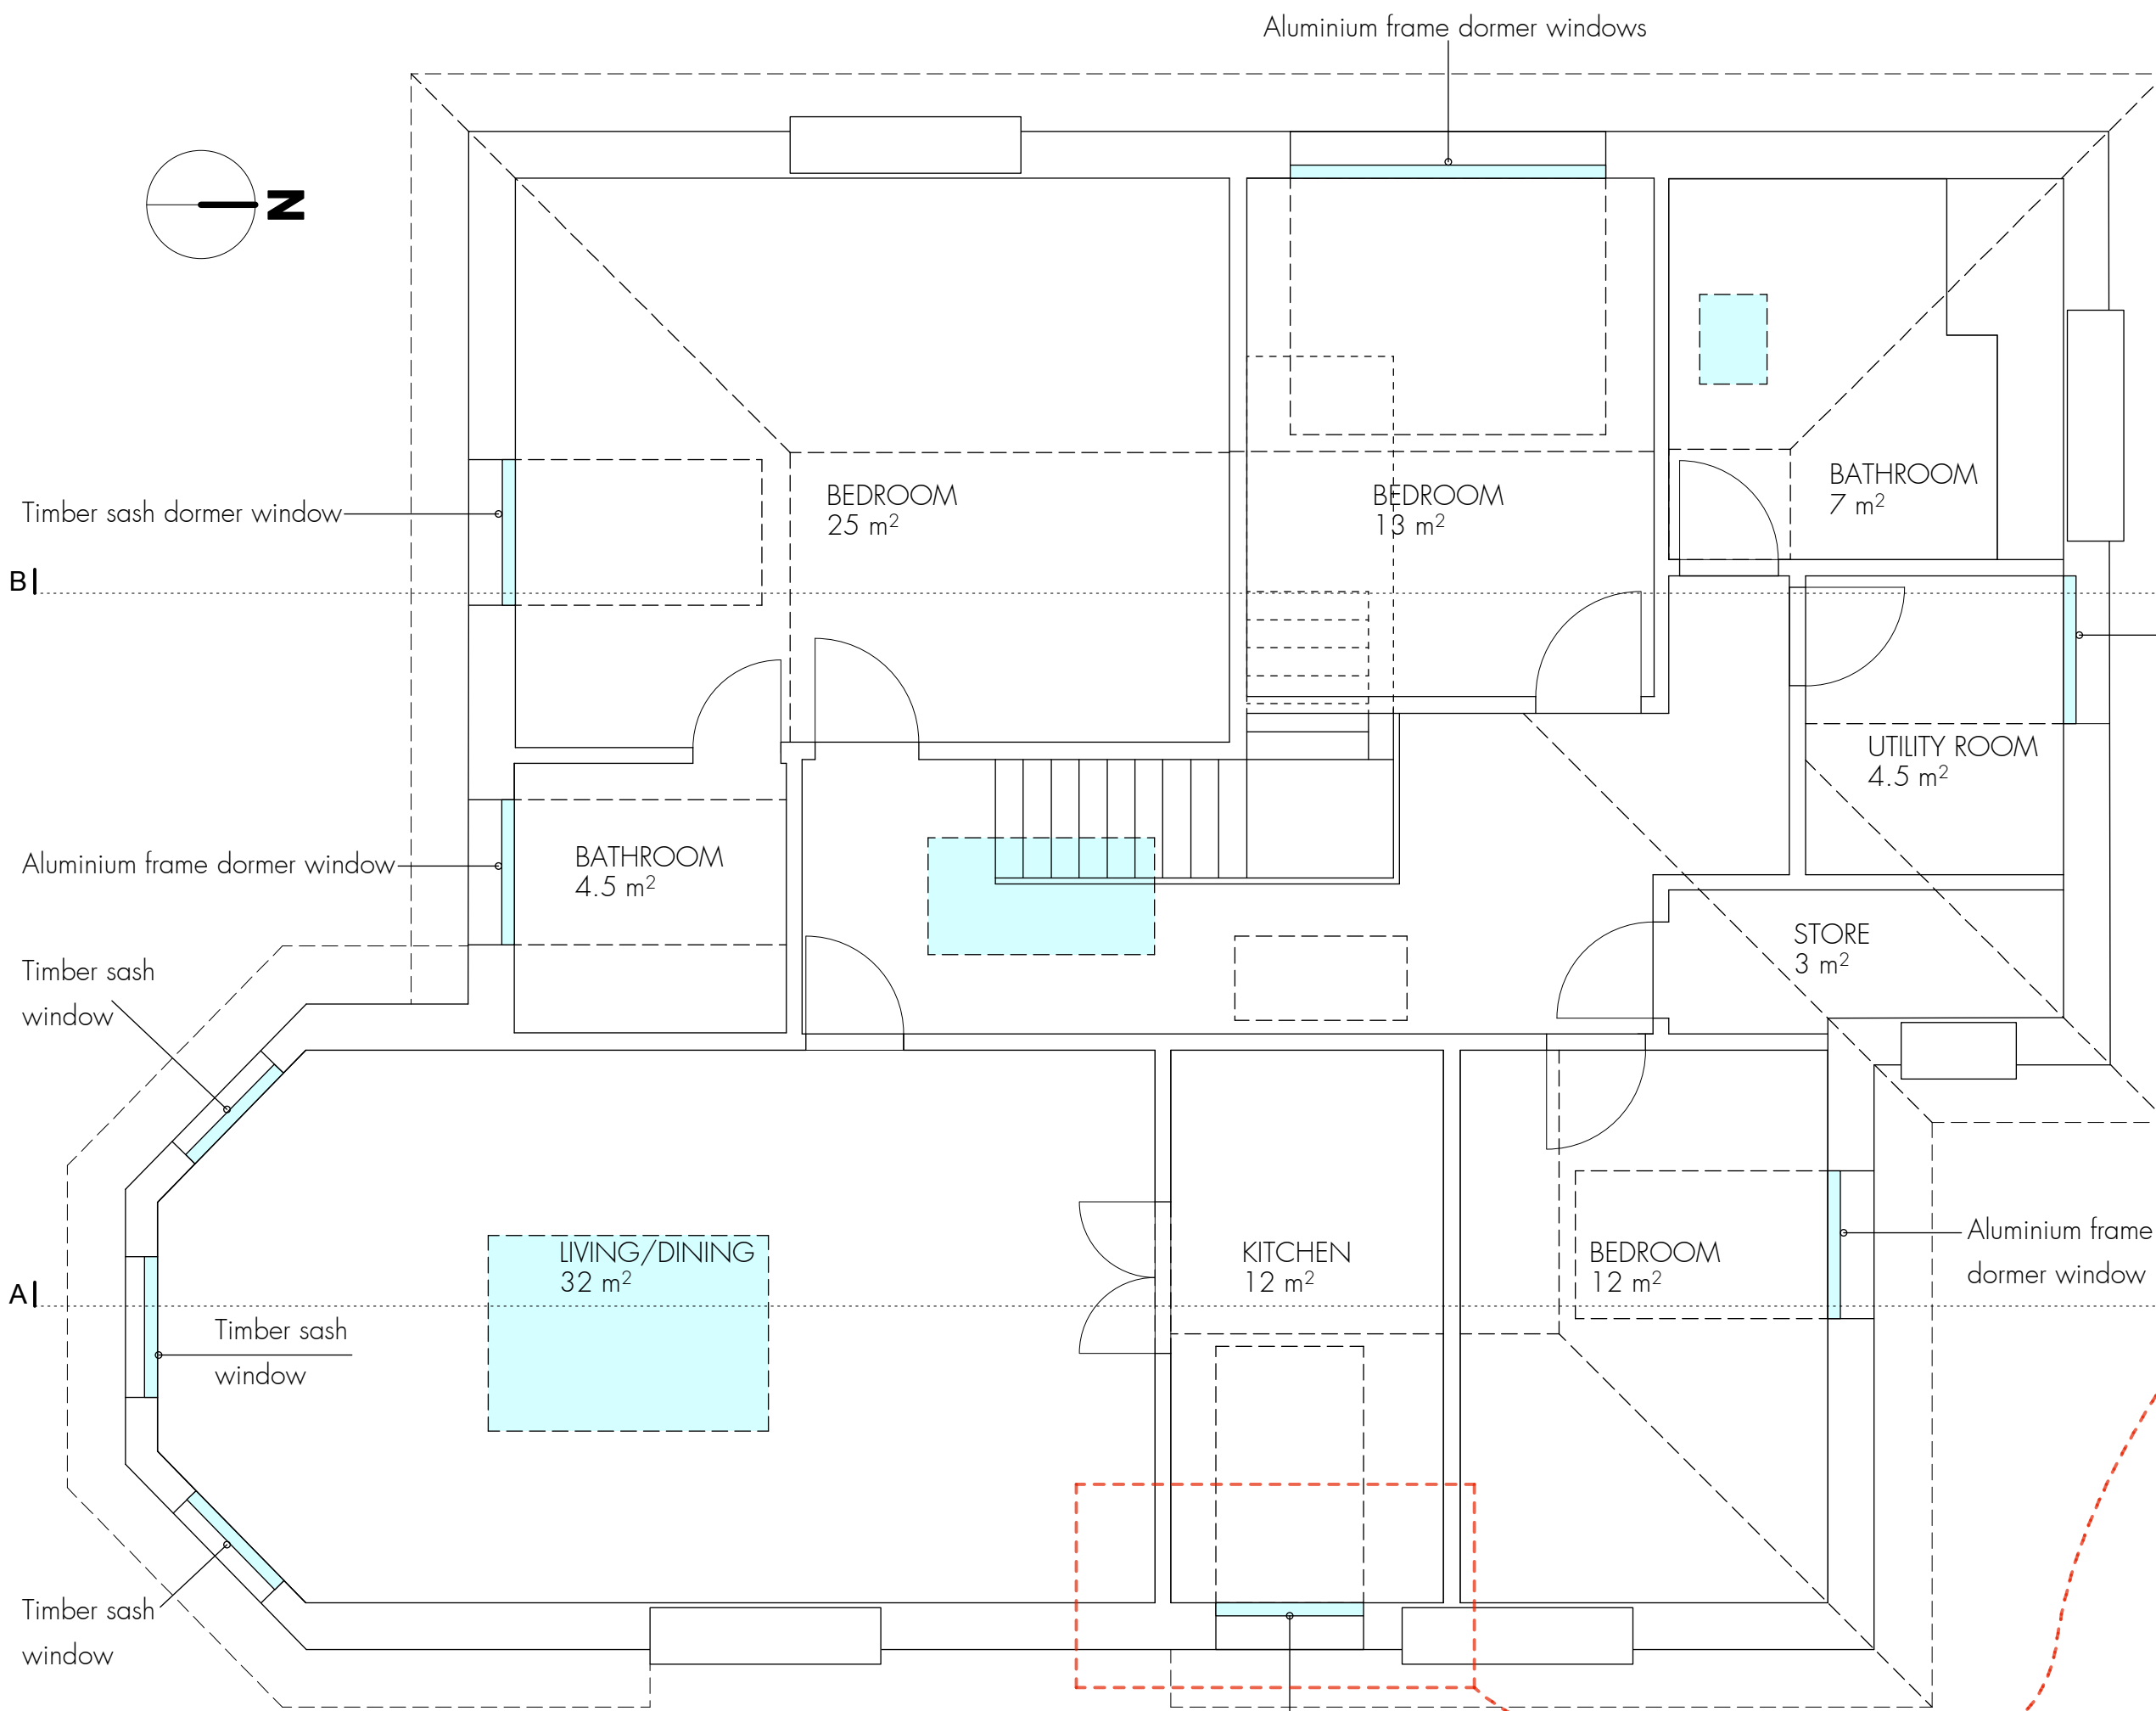 Aluminium frame dormer windows
N
Timber sash dormer window
BEDROOM
25 m²
BEDROOM
13 m²
BATHROOM
7 m²
B
UTILITY ROOM
4.5 m²
Aluminium frame dormer window
BATHROOM
4.5 m²
STORE
3 m²
Timber sash
window
LIVING/DINING
32 m²
KITCHEN
12 m²
BEDROOM
12 m²
Aluminium frame
dormer window
A
Timber sash
window
Timber sash
window